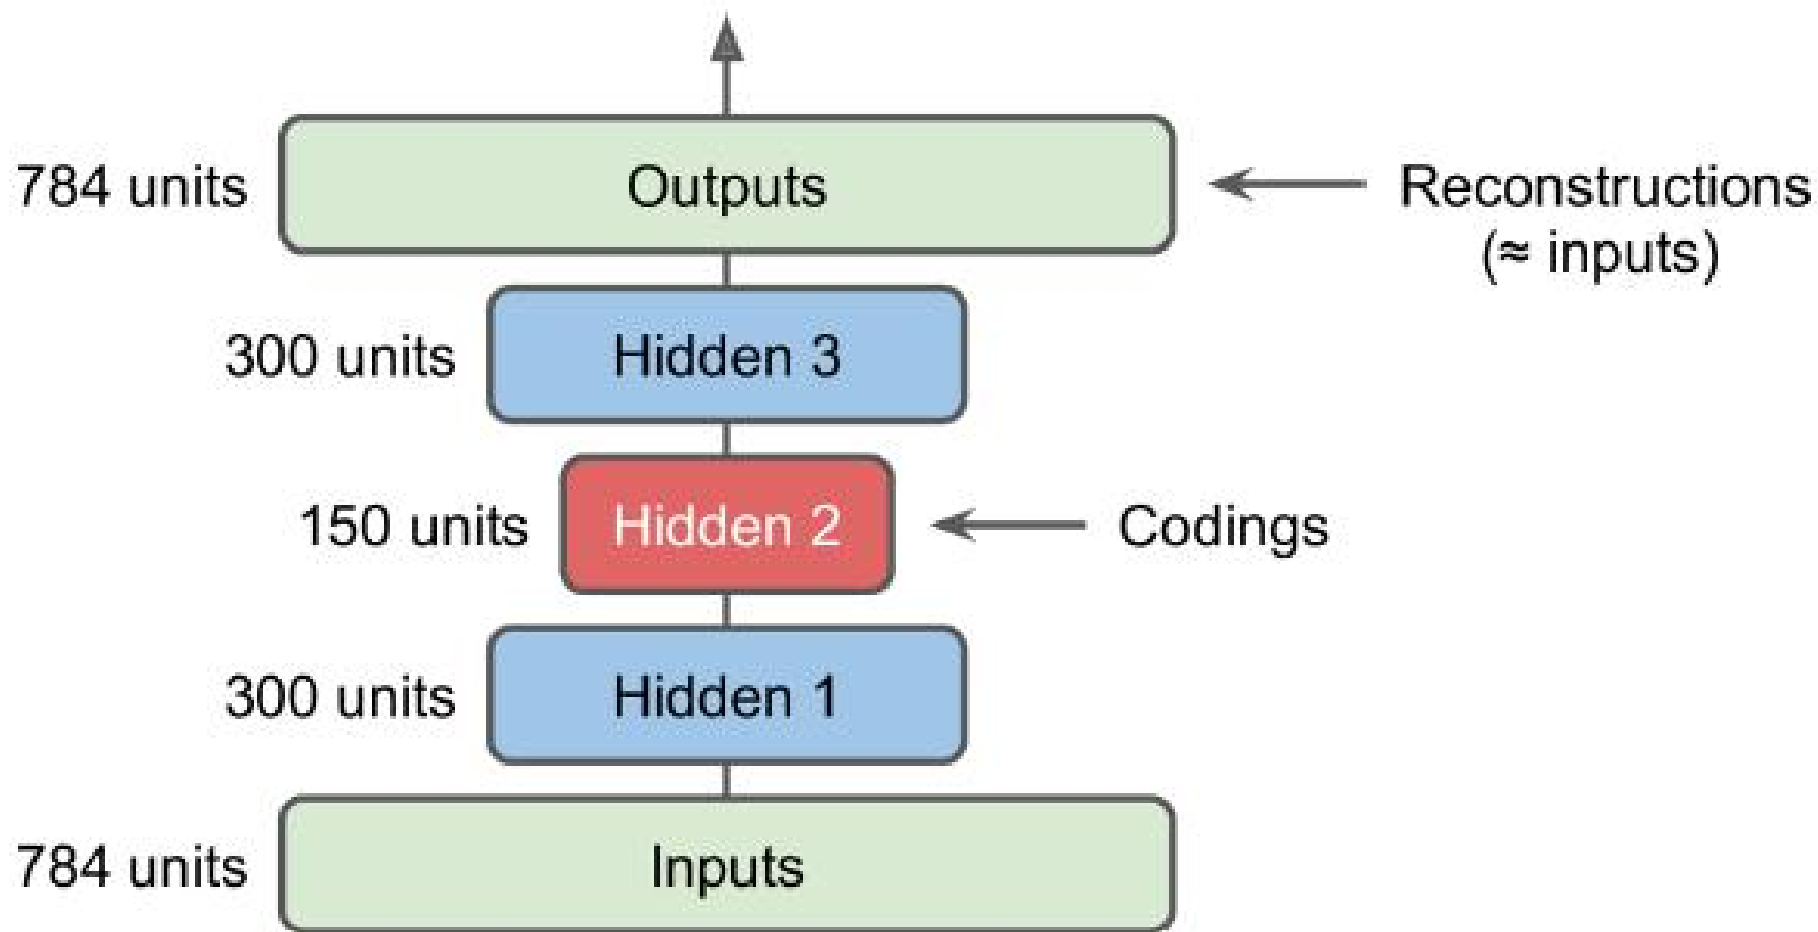 784 units
Outputs
Reconstructions
(≈ inputs)
300 units
Hidden 3
150 units
Hidden 2
Codings
300 units
Hidden 1
784 units
Inputs